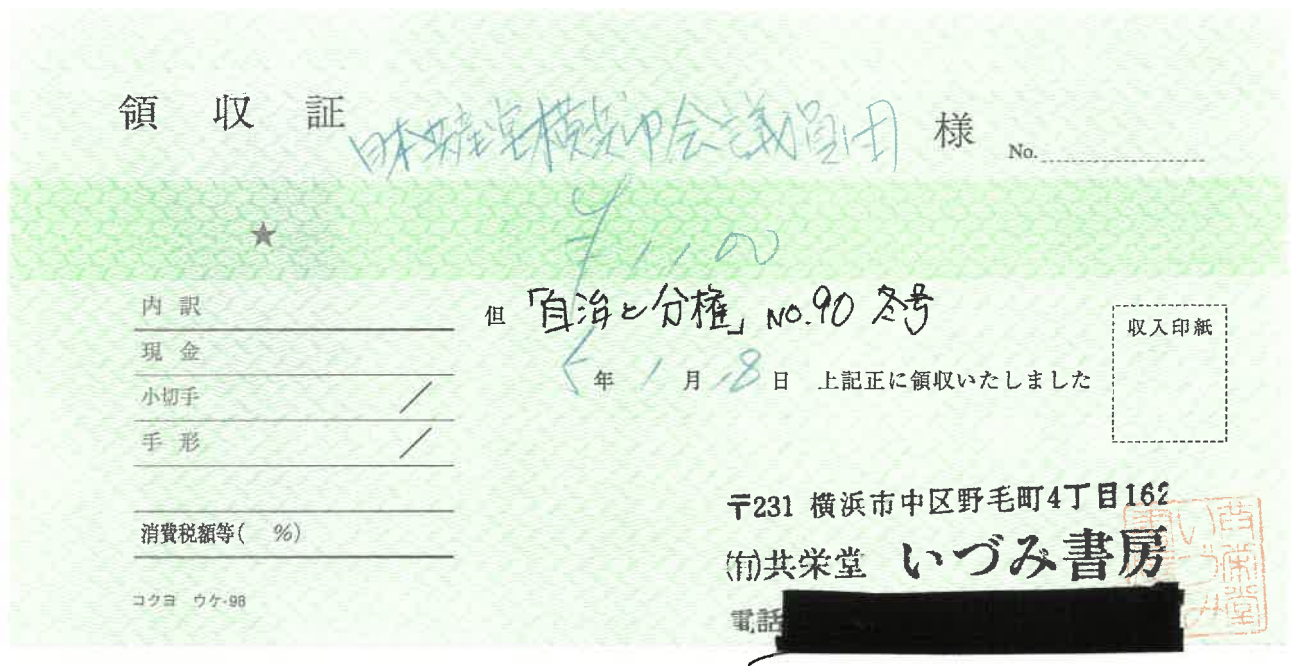 領収証 日本共産党横浜市会議員団 様 No.
★ ¥1,100
内訳
但 「自治と分権」 NO.90 冬号
収入印紙
現金
5年1月18日 上記正に領収いたしました
小切手 /
手形 /
消費税額等( %)
〒231 横浜市中区野毛町4丁目162
(有)共栄堂 いづみ書房
コクヨ ウケ-98
電話